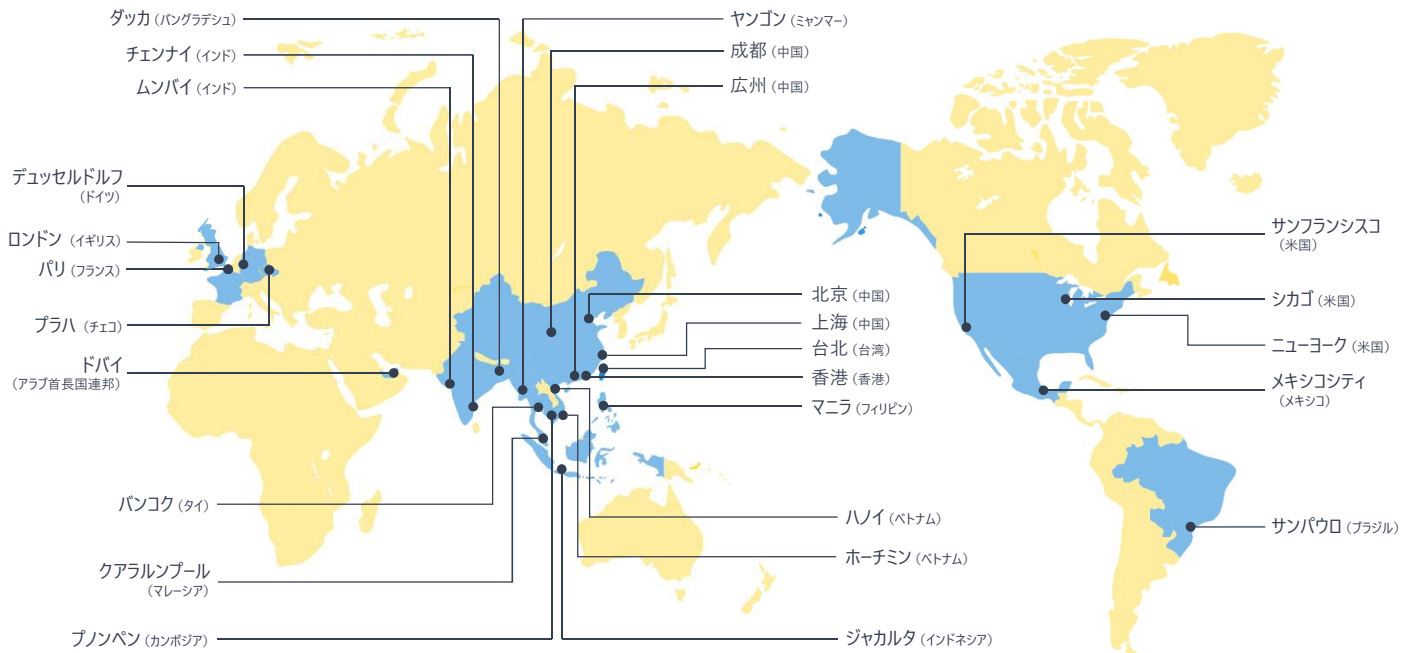 ダッカ (バングラデシュ)
チェンナイ (インド)
ムンバイ (インド)
ヤンゴン (ミャンマー)
成都 (中国)
広州 (中国)
デュッセルドルフ
(ドイツ)
ロンドン (イギリス)
パリ (フランス)
プラハ (チェコ)
ドバイ
(アラブ首長国連邦)
北京 (中国)
上海 (中国)
台北 (台湾)
香港 (香港)
マニラ (フィリピン)
サンフランシスコ
(米国)
シカゴ (米国)
ニューヨーク (米国)
メキシコシティ
(メキシコ)
バンコク (タイ)
クアラルンプール
(マレーシア)
プノンペン (カンボジア)
ハノイ (ベトナム)
ホーチミン (ベトナム)
ジャカルタ (インドネシア)
サンパウロ (ブラジル)